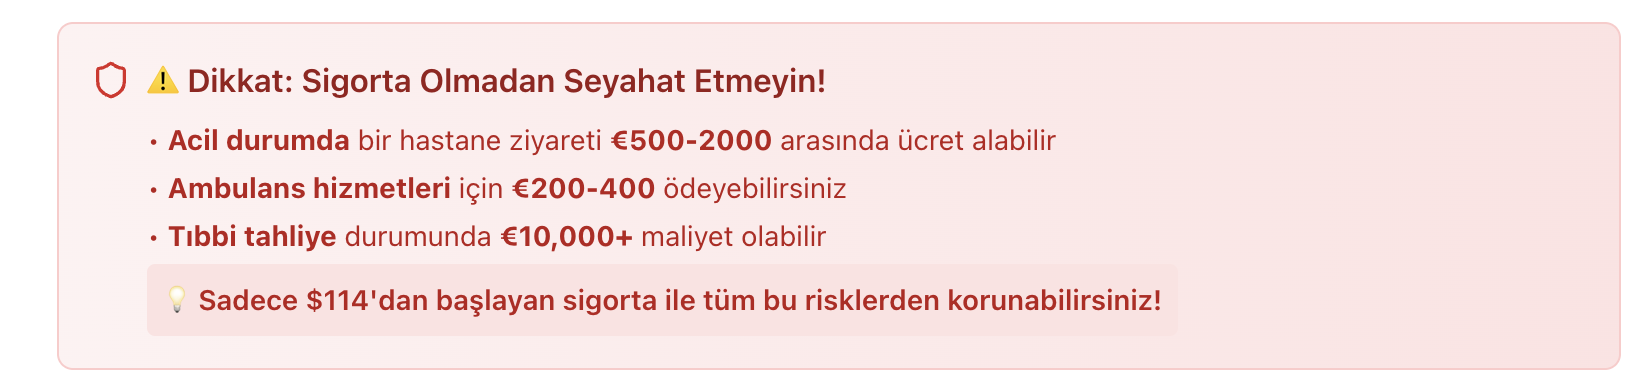 ⚠️ Dikkat: Sigorta Olmadan Seyahat Etmeyin!
• Acil durumda bir hastane ziyareti €500-2000 arasında ücret alabilir
• Ambulans hizmetleri için €200-400 ödeyebilirsiniz
• Tıbbi tahliye durumunda €10,000+ maliyet olabilir
💡 Sadece $114'dan başlayan sigorta ile tüm bu risklerden korunabilirsiniz!